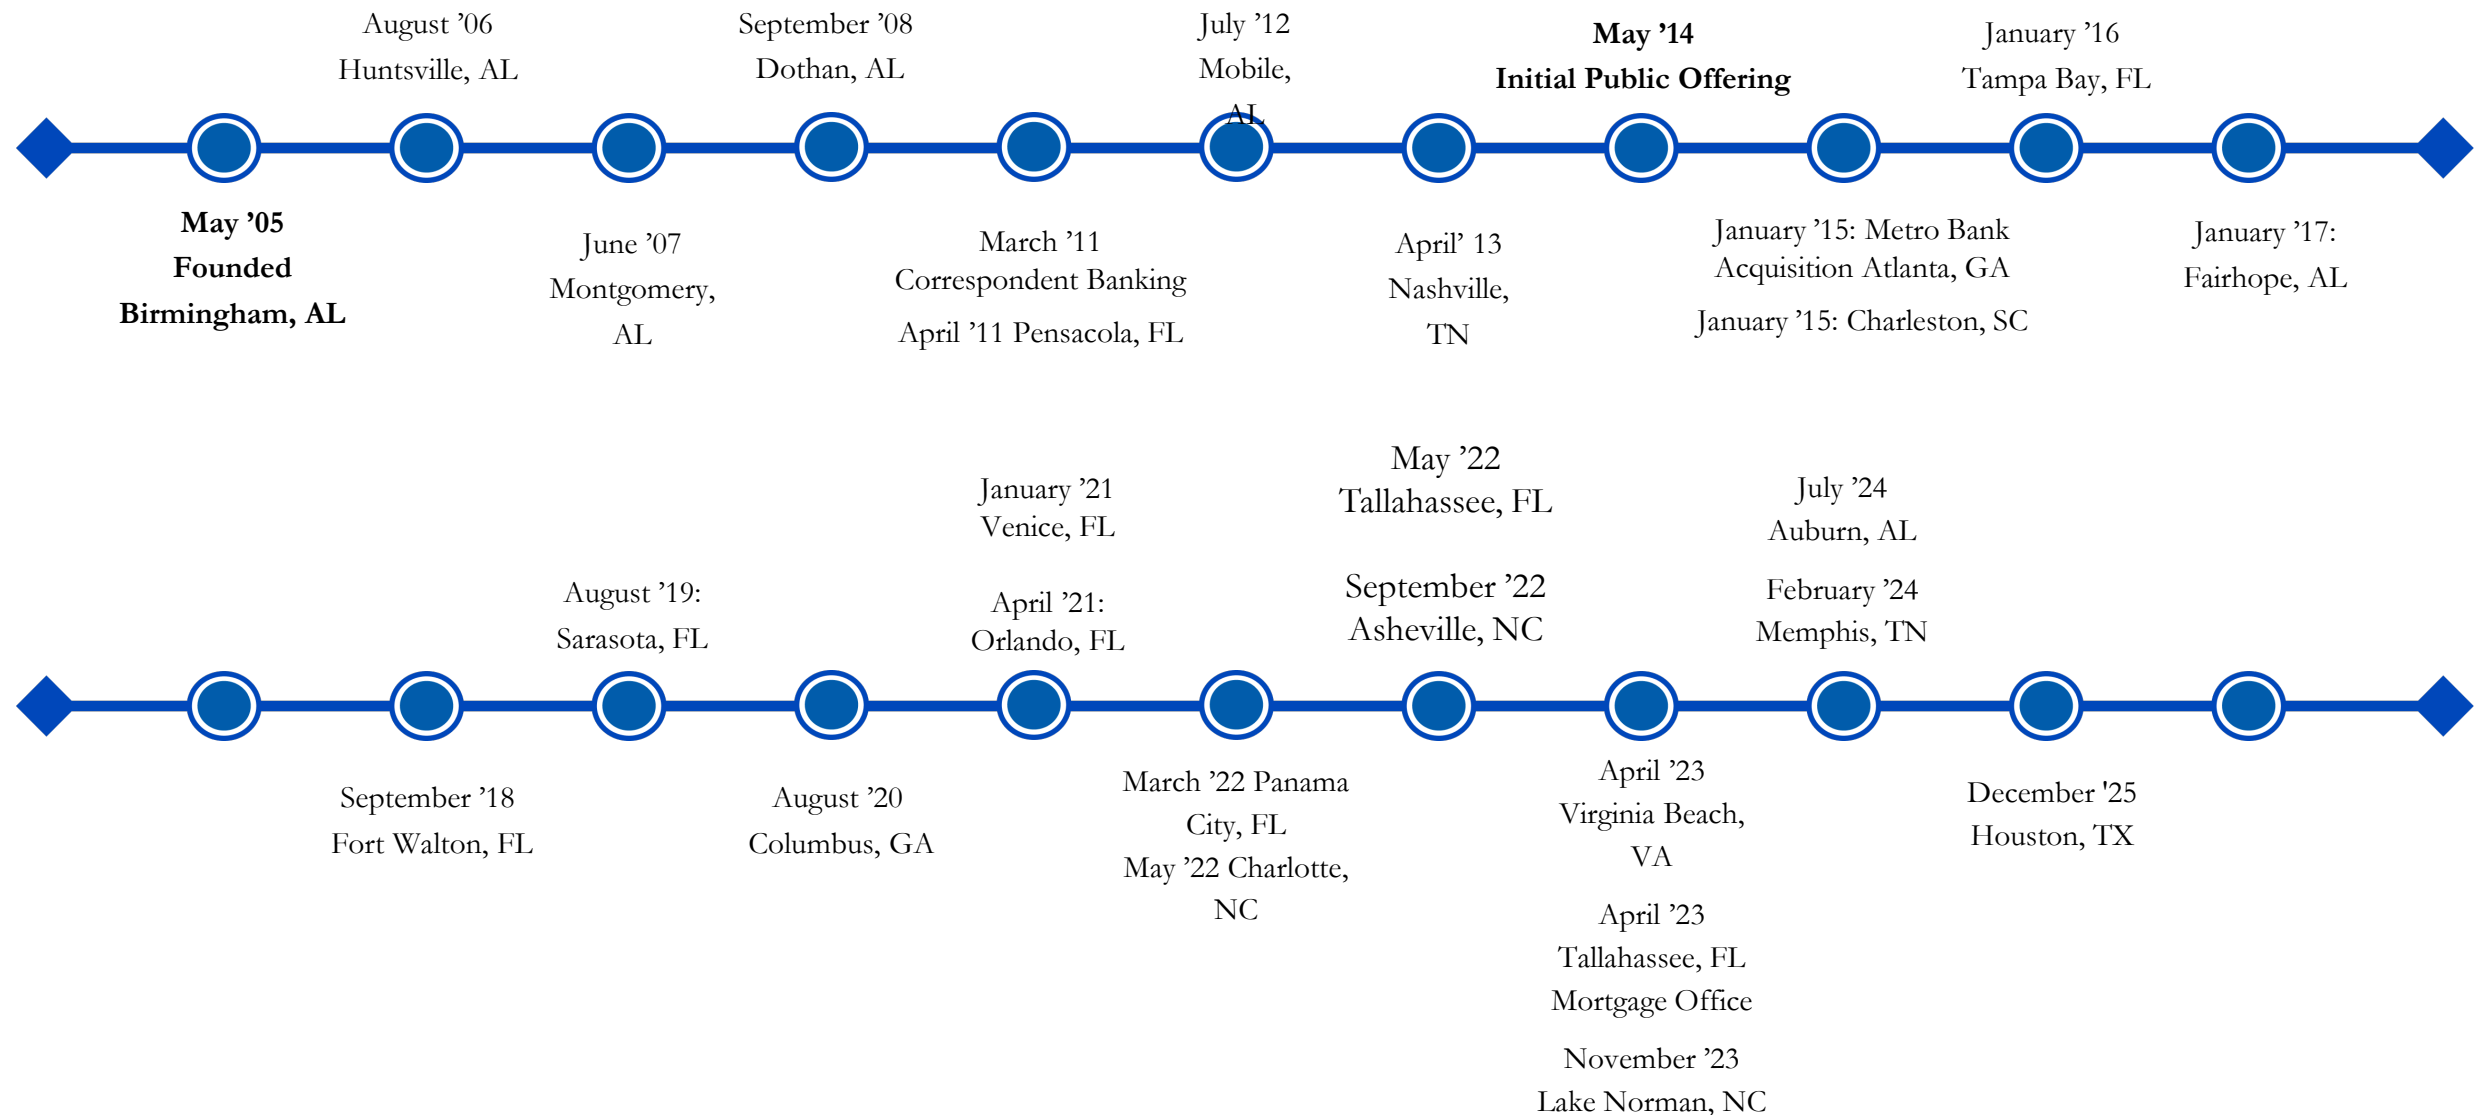 August ’06
Huntsville, AL
September ’08
Dothan, AL
July ’12
Mobile,
AL
May ’14
Initial Public Offering
January ’16
Tampa Bay, FL
May ’05
Founded
Birmingham, AL
June ’07
Montgomery,
AL
March ’11
Correspondent Banking
April ’11 Pensacola, FL
April’ 13
Nashville,
TN
January ’15: Metro Bank
Acquisition Atlanta, GA
January ’15: Charleston, SC
January ’17:
Fairhope, AL
August ’19:
Sarasota, FL
January ’21
Venice, FL
April ’21:
Orlando, FL
May ’22
Tallahassee, FL
September ’22
Asheville, NC
July ’24
Auburn, AL
February ’24
Memphis, TN
September ’18
Fort Walton, FL
August ’20
Columbus, GA
March ’22 Panama
City, FL
May ’22 Charlotte,
NC
April ’23
Virginia Beach,
VA
April ’23
Tallahassee, FL
Mortgage Office
November ’23
Lake Norman, NC
December '25
Houston, TX